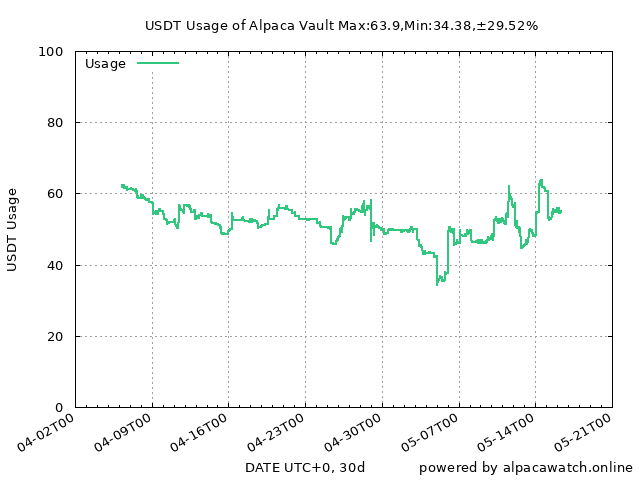 USDT Usage of Alpaca Vault Max:63.9,Min:34.38,±29.52%
Usage
USDT Usage
100
80
60
40
20
0
04-02T00
04-09T00
04-16T00
04-23T00
04-30T00
05-07T00
05-14T00
05-21T00
DATE UTC+0, 30d
powered by alpacawatch.online